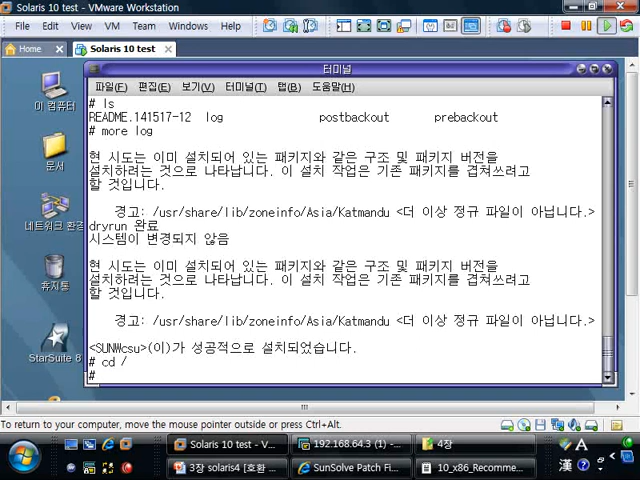 Solaris 10 test - VMware Workstation
File Edit View VM Team Windows Help
Home
Solaris 10 test
터미널
파일(F) 편집(E) 보기(V) 터미널(T) 탭(B) 도움말(H)
이 컴퓨터
문서
네트워크 환경
휴지통
StarSuite 8
# ls
README.141517-12 log postbackout prebackout
# more log
현 시도는 이미 설치되어 있는 패키지와 같은 구조 및 패키지 버전을
설치하려는 것으로 나타납니다. 이 설치 작업은 기존 패키지를 겹쳐쓰려고
할 것입니다.
경고: /usr/share/lib/zoneinfo/Asia/Katmandu <더 이상 정규 파일이 아닙니다.>
dryrun 완료
시스템이 변경되지 않음
현 시도는 이미 설치되어 있는 패키지와 같은 구조 및 패키지 버전을
설치하려는 것으로 나타납니다. 이 설치 작업은 기존 패키지를 겹쳐쓰려고
할 것입니다.
경고: /usr/share/lib/zoneinfo/Asia/Katmandu <더 이상 정규 파일이 아닙니다.>
<SUNWcsu>(이)가 성공적으로 설치되었습니다.
# cd /
#
To return to your computer, move the mouse pointer outside or press Ctrl+Alt.
Solaris 10 test - V...
192.168.64.3 (1) -...
4장
3장 solaris4 [호환 ...
SunSolve Patch Fi...
10_x86_Recomme...
A
漢